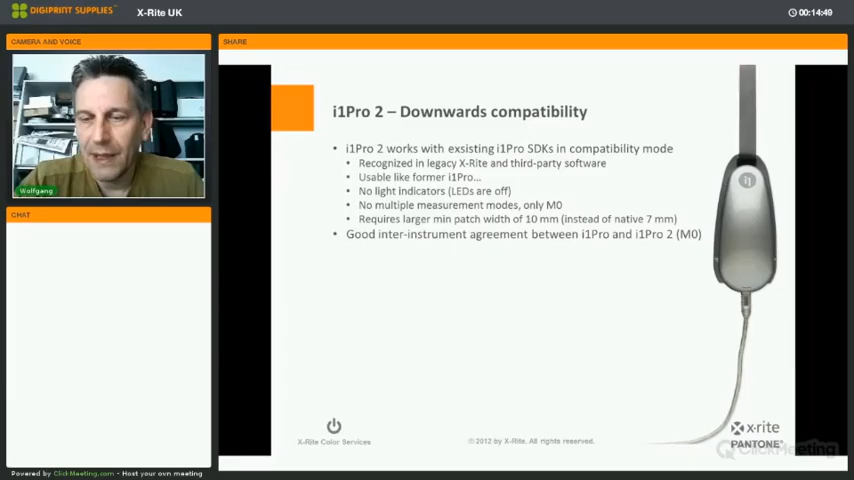 DIGIPRINT SUPPLIES
X-Rite UK
00:14:49
CAMERA AND VOICE
Wolfgang
CHAT
SHARE
i1Pro 2 – Downwards compatibility
• i1Pro 2 works with exsisting i1Pro SDKs in compatibility mode
• Recognized in legacy X-Rite and third-party software
• Usable like former i1Pro...
• No light indicators (LEDs are off)
• No multiple measurement modes, only M0
• Requires larger min patch width of 10 mm (instead of native 7 mm)
• Good inter-instrument agreement between i1Pro and i1Pro 2 (M0)
X-Rite Color Services
© 2012 by X-Rite. All rights reserved.
x·rite
PANTONE®
ClickMeeting
Powered by ClickMeeting.com - Host your own meeting